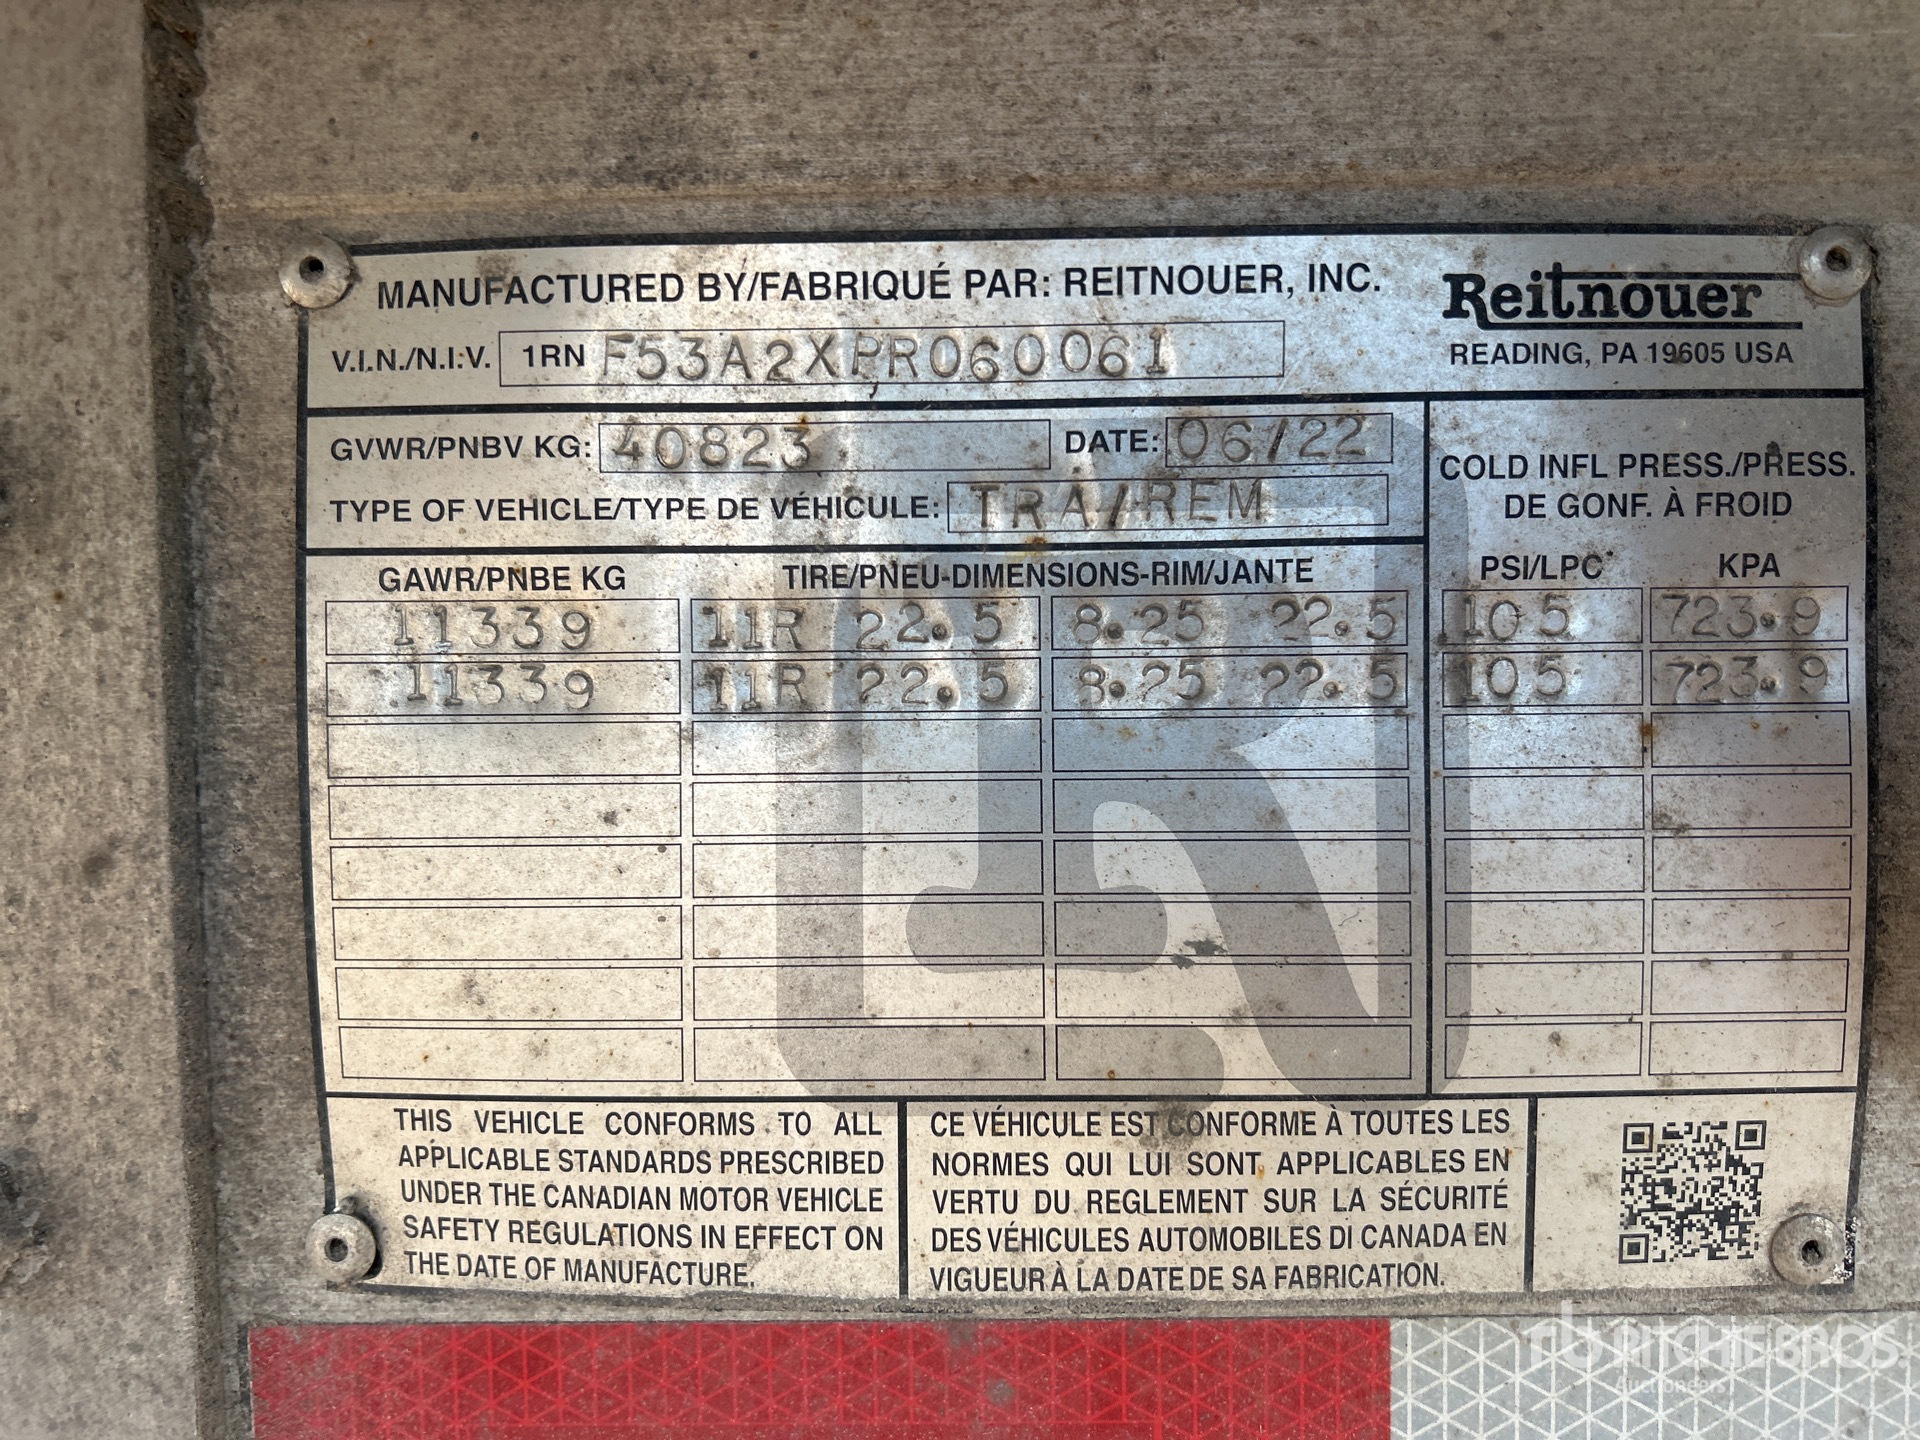 MANUFACTURED BY/FABRIQUÉ PAR: REITNOUER, INC.
Reitnouer
READING, PA 19605 USA
V.I.N./N.I.V. 1RN F53A2XPR060061
GVWR/PNBV KG: 40823 DATE: 06/22
TYPE OF VEHICLE/TYPE DE VÉHICULE: TRA/REM
COLD INFL PRESS./PRESS.
DE GONF. À FROID
GAWR/PNBE KG TIRE/PNEU-DIMENSIONS-RIM/JANTE PSI/LPC KPA
11339 11R 22.5 8.25 22.5 105 723.9
11339 11R 22.5 8.25 22.5 105 723.9
THIS VEHICLE CONFORMS TO ALL
APPLICABLE STANDARDS PRESCRIBED
UNDER THE CANADIAN MOTOR VEHICLE
SAFETY REGULATIONS IN EFFECT ON
THE DATE OF MANUFACTURE.
CE VÉHICULE EST CONFORME À TOUTES LES
NORMES QUI LUI SONT APPLICABLES EN
VERTU DU REGLEMENT SUR LA SÉCURITÉ
DES VÉHICULES AUTOMOBILES DI CANADA EN
VIGUEUR À LA DATE DE SA FABRICATION.
RITCHIE BROS.
Auctioneers